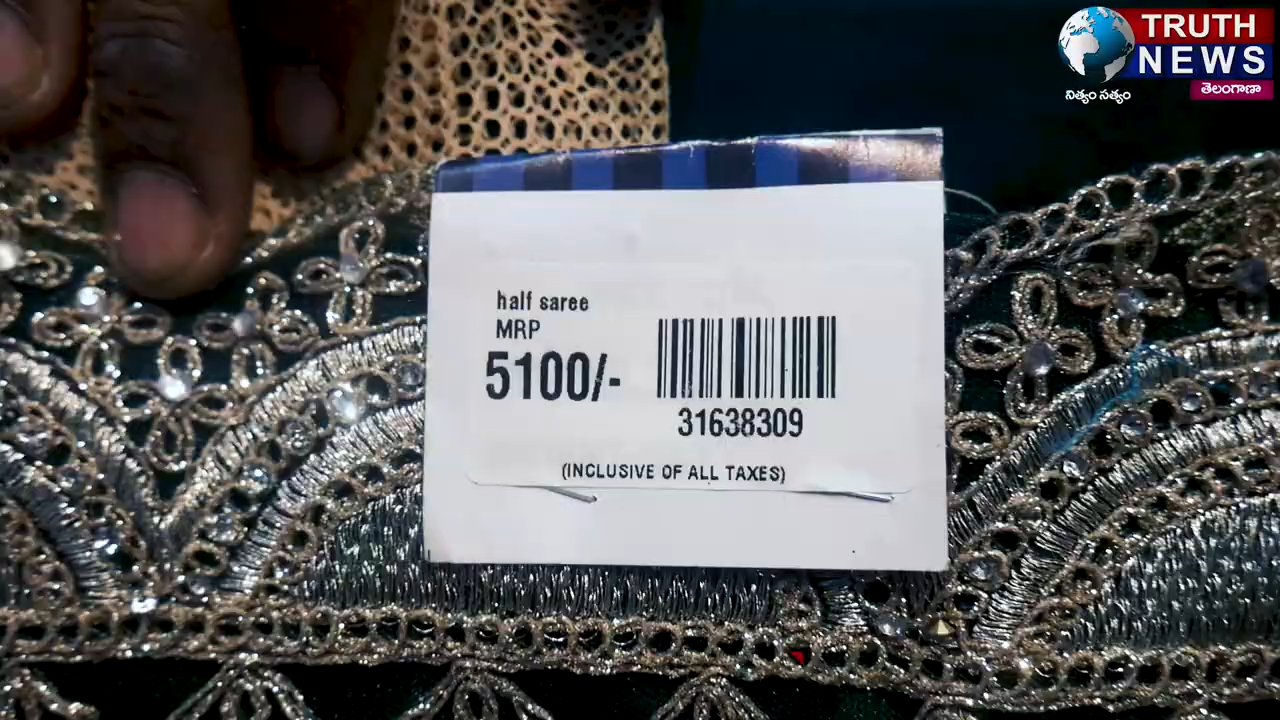 TRUTH
NEWS
నిత్యం సత్యం
తెలంగాణా
half saree
MRP
5100/-
31638309
(INCLUSIVE OF ALL TAXES)